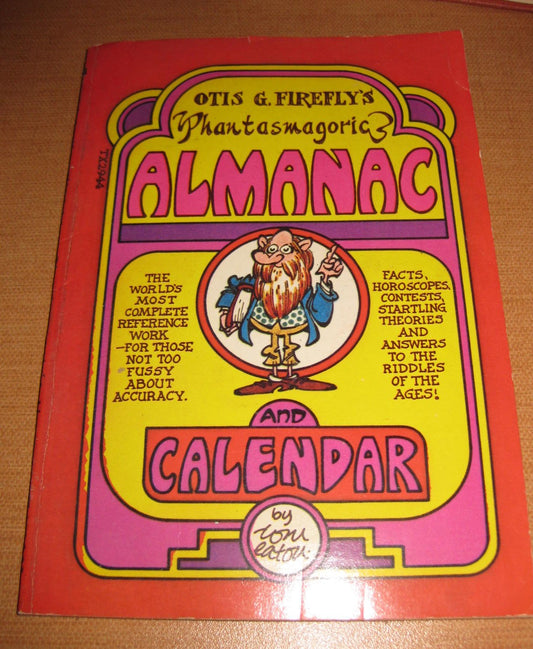 OTIS G. FIREFLY'S
Phantasmagoric
ALMANAC
TX2944
THE
WORLD'S
MOST
COMPLETE
REFERENCE
WORK
—FOR THOSE
NOT TOO
FUSSY
ABOUT
ACCURACY.
FACTS,
HOROSCOPES,
CONTESTS,
STARTLING
THEORIES
AND
ANSWERS
TO THE
RIDDLES
OF THE
AGES!
AND
CALENDAR
by
tom
eaton.